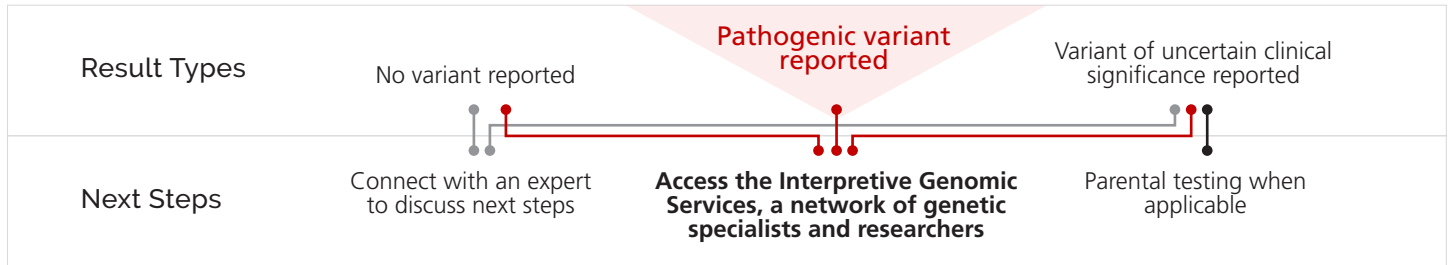 Result Types
No variant reported
Pathogenic variant
reported
Variant of uncertain clinical
significance reported
Next Steps
Connect with an expert
to discuss next steps
Access the Interpretive Genomic
Services, a network of genetic
specialists and researchers
Parental testing when
applicable